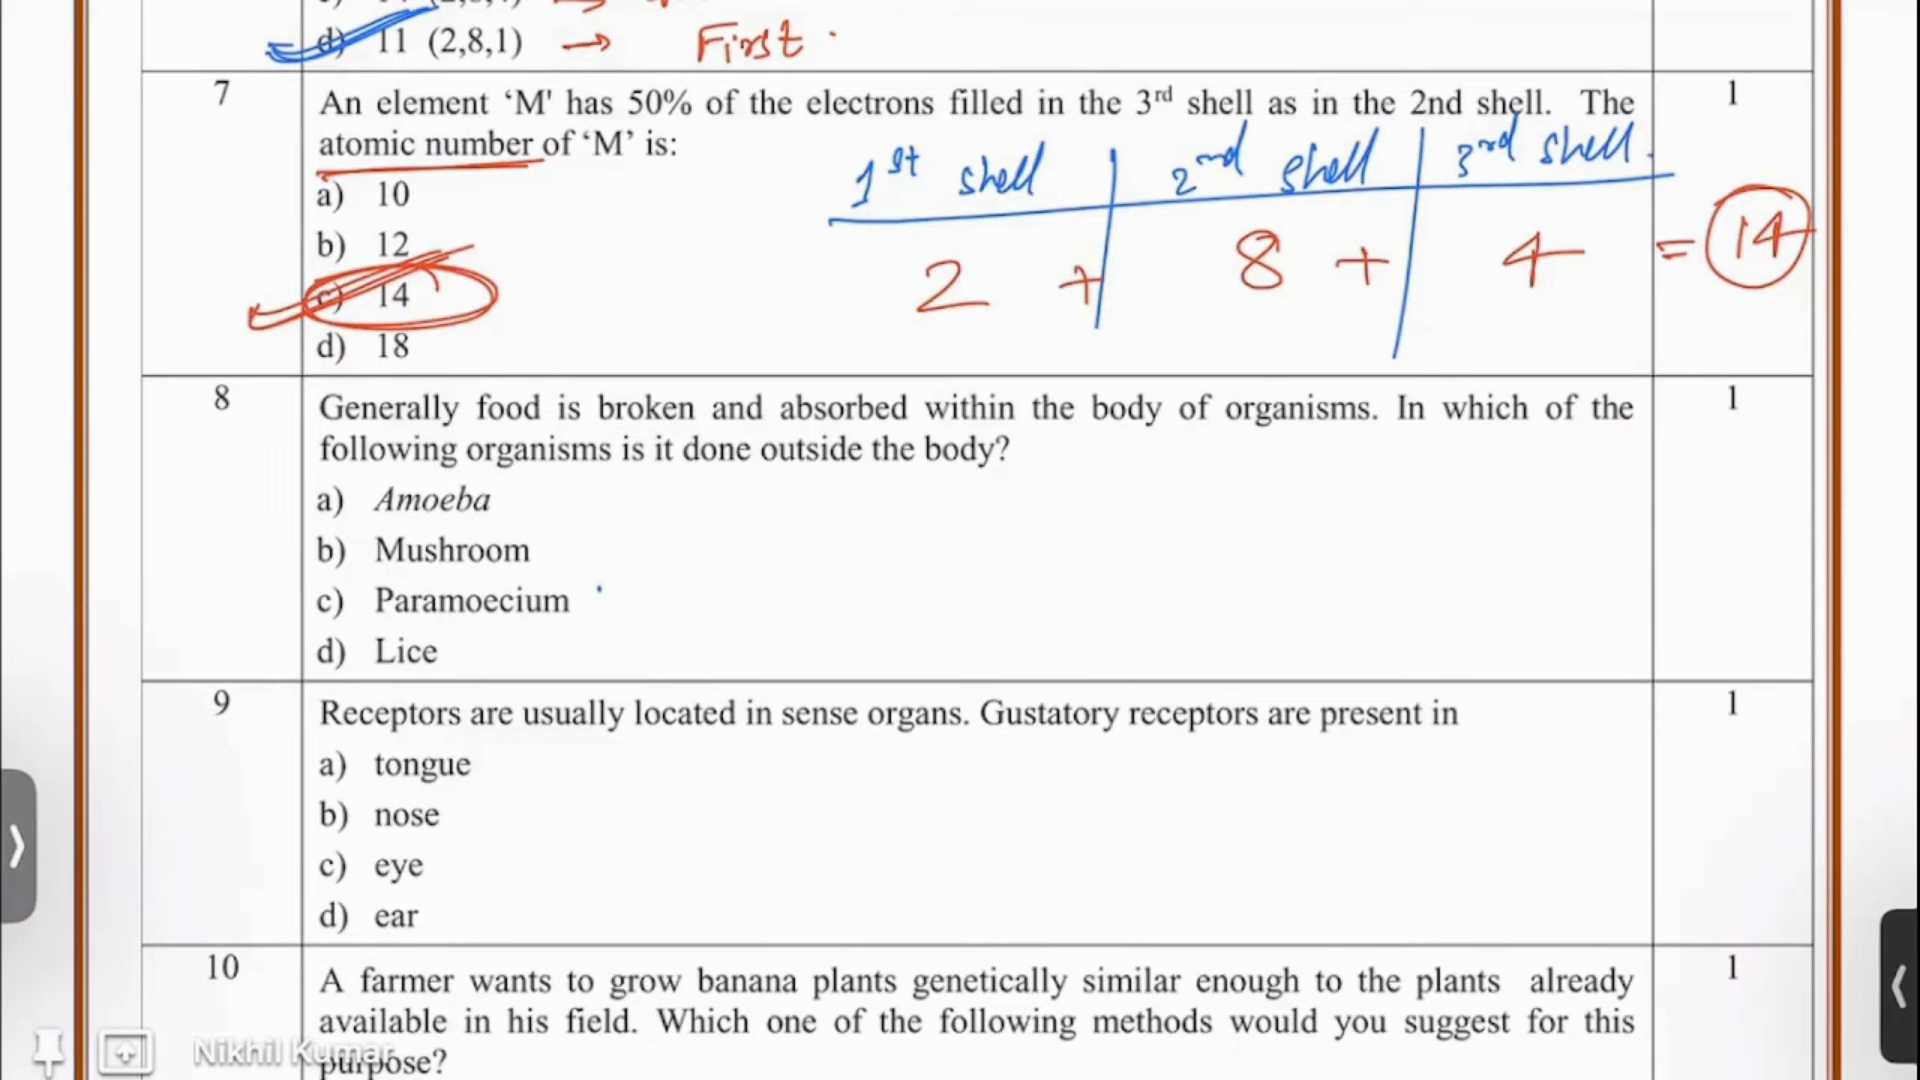 d) 11 (2,8,1) → First
7 An element ‘M' has 50% of the electrons filled in the 3rd shell as in the 2nd shell. The 1
atomic number of ‘M’ is:
1st shell 2nd shell 3rd shell.
a) 10
b) 12
2 + 8 + 4 = 14
c) 14
d) 18
8 Generally food is broken and absorbed within the body of organisms. In which of the 1
following organisms is it done outside the body?
a) Amoeba
b) Mushroom
c) Paramoecium
d) Lice
9 Receptors are usually located in sense organs. Gustatory receptors are present in 1
a) tongue
b) nose
c) eye
d) ear
10 A farmer wants to grow banana plants genetically similar enough to the plants already 1
available in his field. Which one of the following methods would you suggest for this
purpose?
Nikhil Kumar